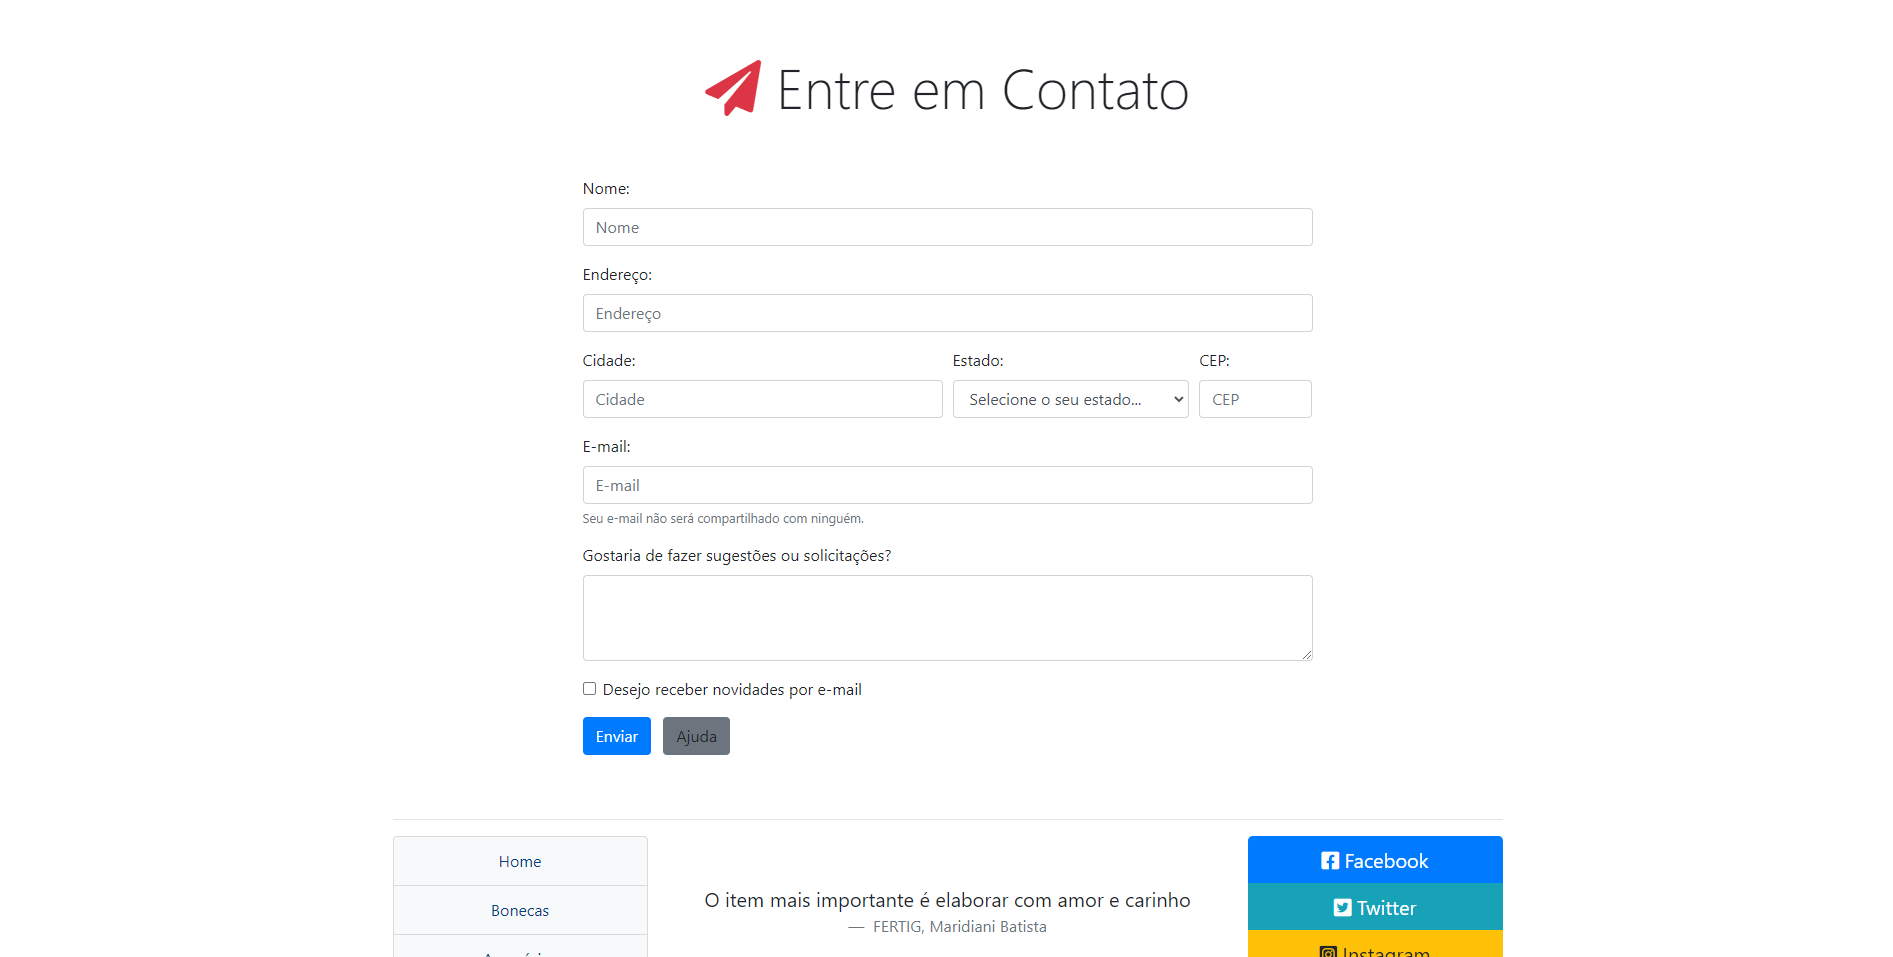 Entre em Contato
Nome:
Nome
Endereço:
Endereço
Cidade: Estado: CEP:
Cidade Selecione o seu estado... CEP
E-mail:
E-mail
Seu e-mail não será compartilhado com ninguém.
Gostaria de fazer sugestões ou solicitações?
Desejo receber novidades por e-mail
Enviar Ajuda
Home
Bonecas
O item mais importante é elaborar com amor e carinho
— FERTIG, Maridiani Batista
Facebook
Twitter
Instagram